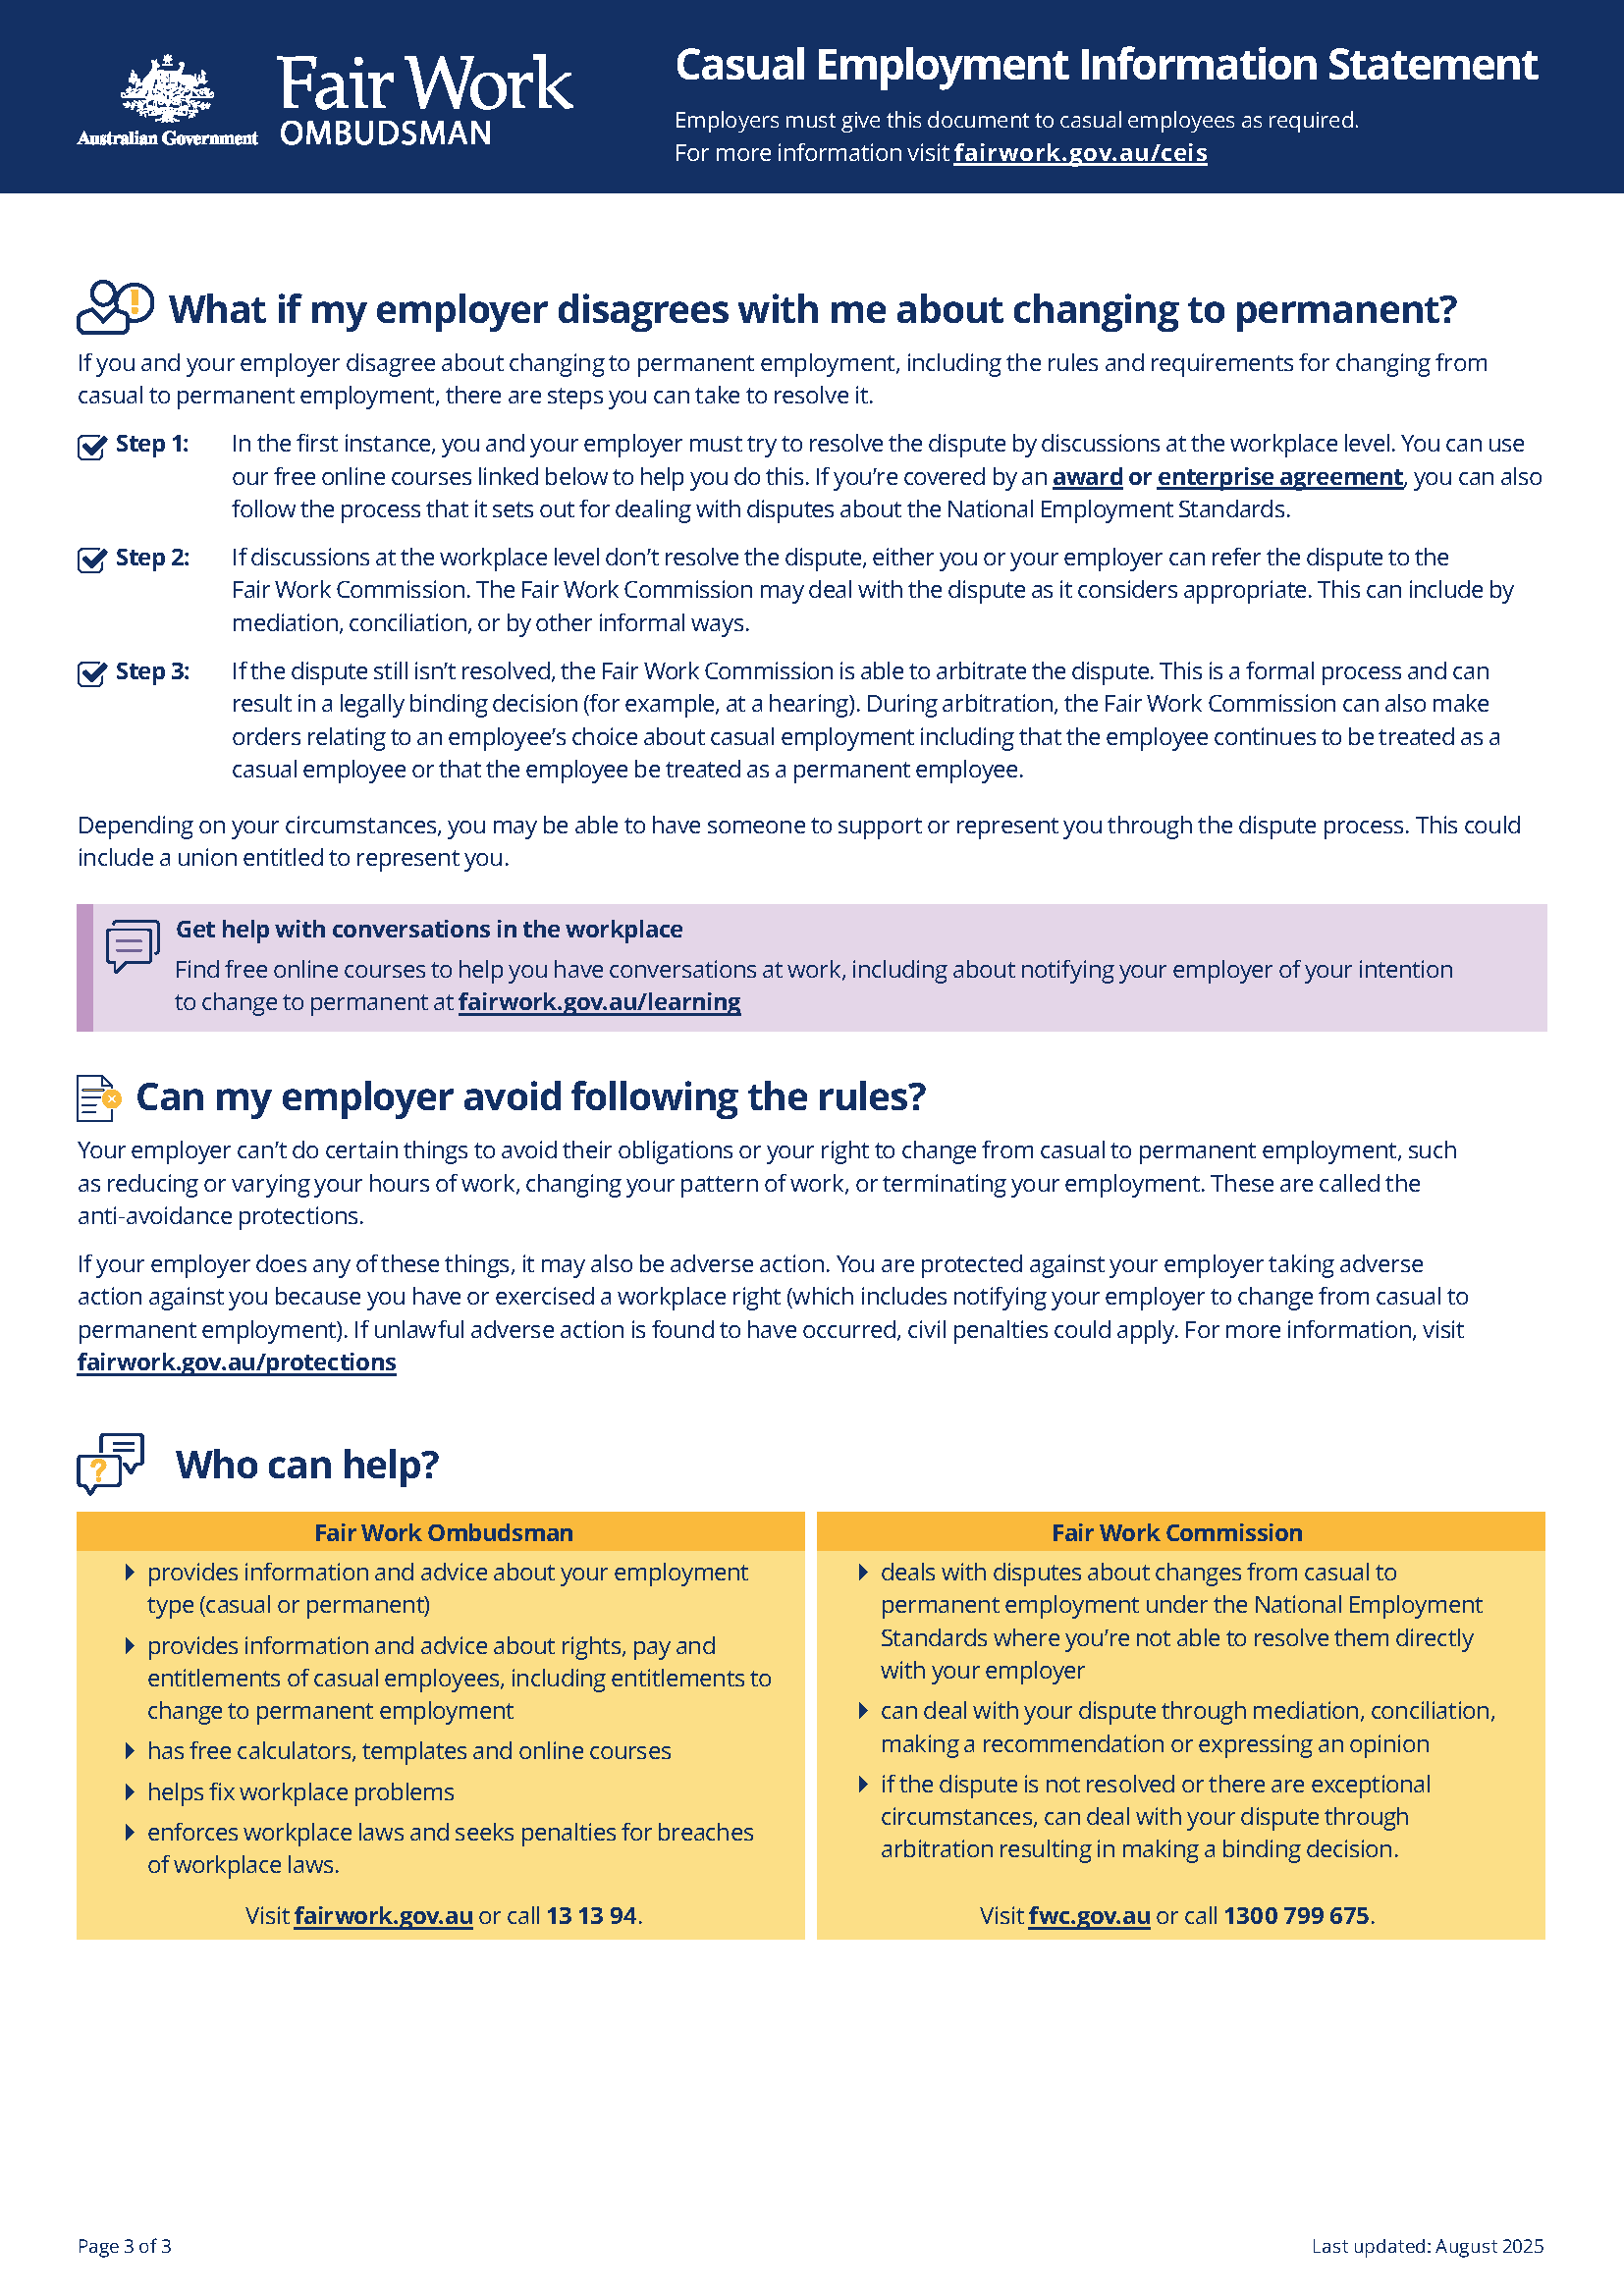 Australian Government
Fair Work
OMBUDSMAN
Casual Employment Information Statement
Employers must give this document to casual employees as required.
For more information visit fairwork.gov.au/ceis
What if my employer disagrees with me about changing to permanent?
If you and your employer disagree about changing to permanent employment, including the rules and requirements for changing from
casual to permanent employment, there are steps you can take to resolve it.
Step 1: In the first instance, you and your employer must try to resolve the dispute by discussions at the workplace level. You can use
our free online courses linked below to help you do this. If you’re covered by an award or enterprise agreement, you can also
follow the process that it sets out for dealing with disputes about the National Employment Standards.
Step 2: If discussions at the workplace level don’t resolve the dispute, either you or your employer can refer the dispute to the
Fair Work Commission. The Fair Work Commission may deal with the dispute as it considers appropriate. This can include by
mediation, conciliation, or by other informal ways.
Step 3: If the dispute still isn’t resolved, the Fair Work Commission is able to arbitrate the dispute. This is a formal process and can
result in a legally binding decision (for example, at a hearing). During arbitration, the Fair Work Commission can also make
orders relating to an employee’s choice about casual employment including that the employee continues to be treated as a
casual employee or that the employee be treated as a permanent employee.
Depending on your circumstances, you may be able to have someone to support or represent you through the dispute process. This could
include a union entitled to represent you.
Get help with conversations in the workplace
Find free online courses to help you have conversations at work, including about notifying your employer of your intention
to change to permanent at fairwork.gov.au/learning
Can my employer avoid following the rules?
Your employer can’t do certain things to avoid their obligations or your right to change from casual to permanent employment, such
as reducing or varying your hours of work, changing your pattern of work, or terminating your employment. These are called the
anti-avoidance protections.
If your employer does any of these things, it may also be adverse action. You are protected against your employer taking adverse
action against you because you have or exercised a workplace right (which includes notifying your employer to change from casual to
permanent employment). If unlawful adverse action is found to have occurred, civil penalties could apply. For more information, visit
fairwork.gov.au/protections
Who can help?
Fair Work Ombudsman
provides information and advice about your employment
type (casual or permanent)
provides information and advice about rights, pay and
entitlements of casual employees, including entitlements to
change to permanent employment
has free calculators, templates and online courses
helps fix workplace problems
enforces workplace laws and seeks penalties for breaches
of workplace laws.
Visit fairwork.gov.au or call 13 13 94.
Fair Work Commission
deals with disputes about changes from casual to
permanent employment under the National Employment
Standards where you’re not able to resolve them directly
with your employer
can deal with your dispute through mediation, conciliation,
making a recommendation or expressing an opinion
if the dispute is not resolved or there are exceptional
circumstances, can deal with your dispute through
arbitration resulting in making a binding decision.
Visit fwc.gov.au or call 1300 799 675.
Page 3 of 3
Last updated: August 2025